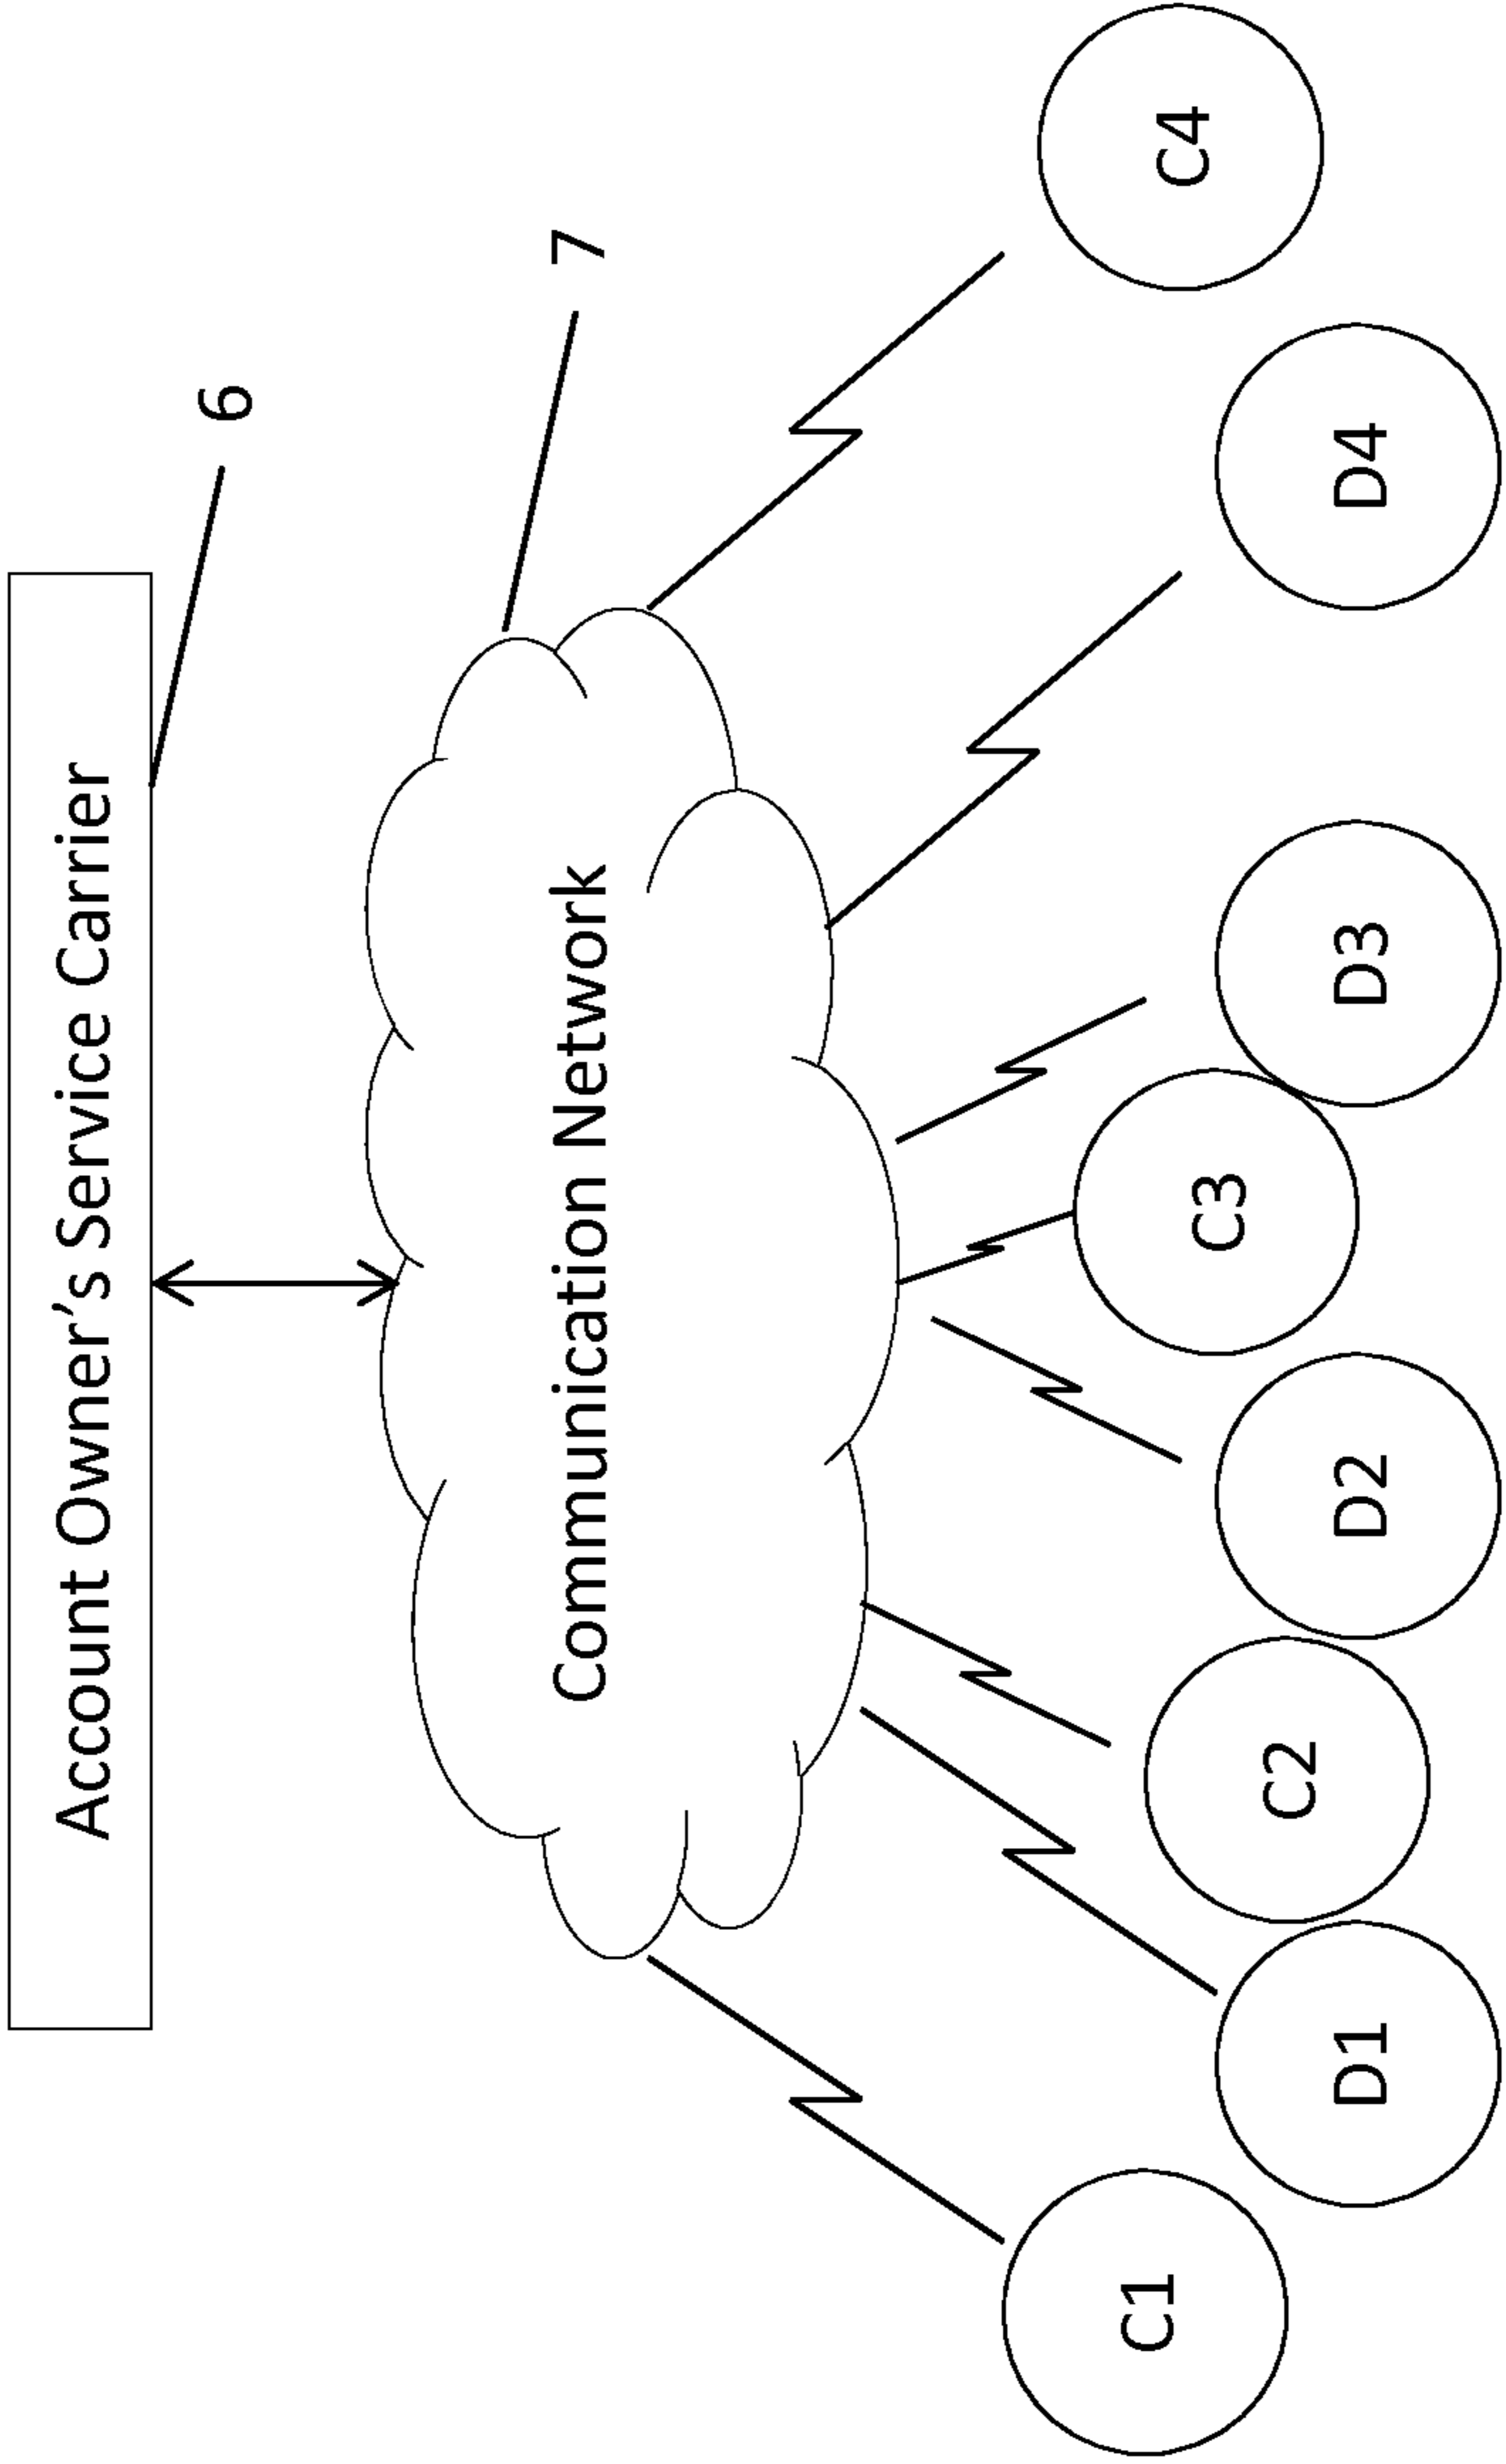 Account Owner’s Service Carrier
6
Communication Network
7
C1
D1
C2
D2
C3
D3
D4
C4